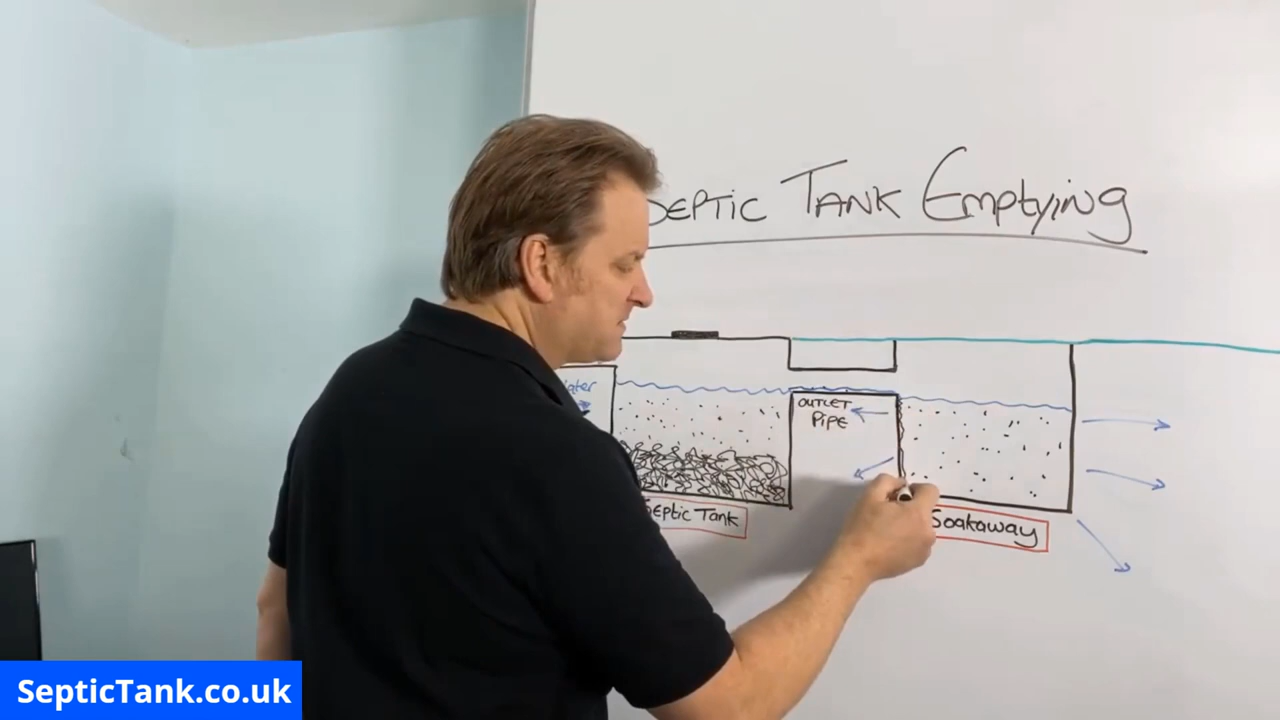 SEPTIC TANK EMPTYING
OUTLET
PIPE
Septic Tank
Soakaway
SepticTank.co.uk